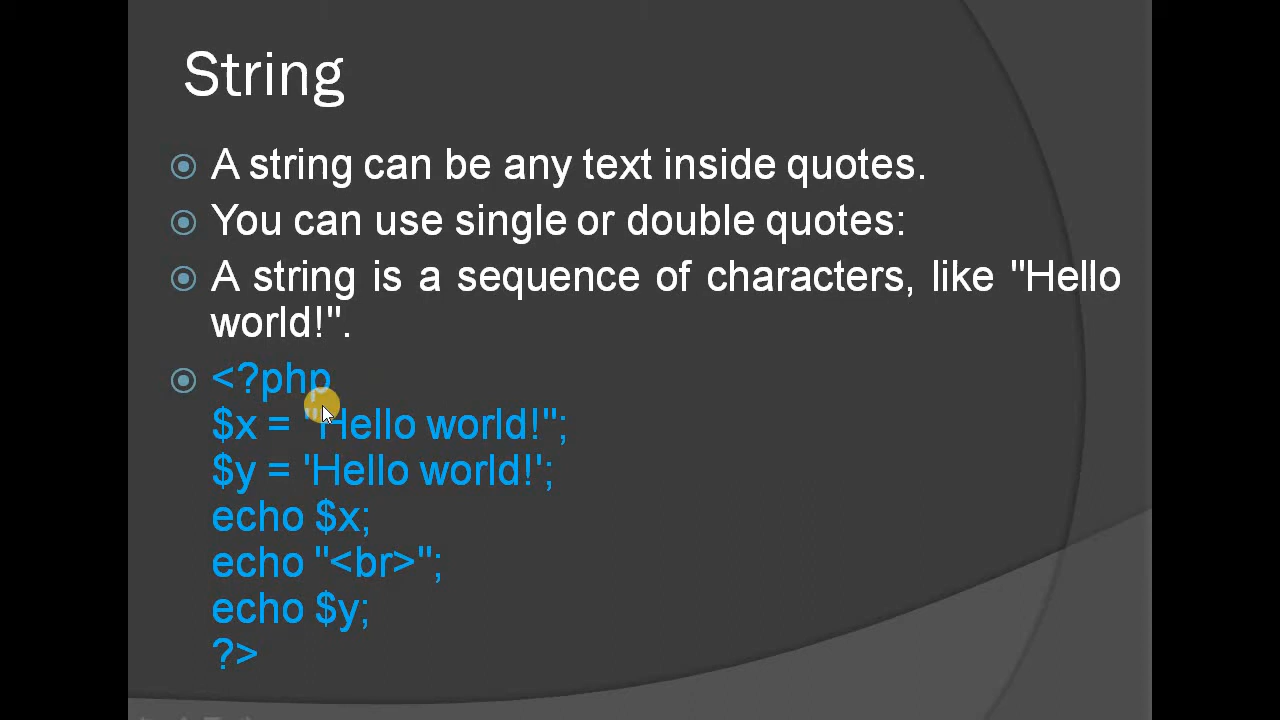 String
A string can be any text inside quotes.
You can use single or double quotes:
A string is a sequence of characters, like "Hello
world!".
<?php
$x = "Hello world!";
$y = 'Hello world!';
echo $x;
echo "<br>";
echo $y;
?>